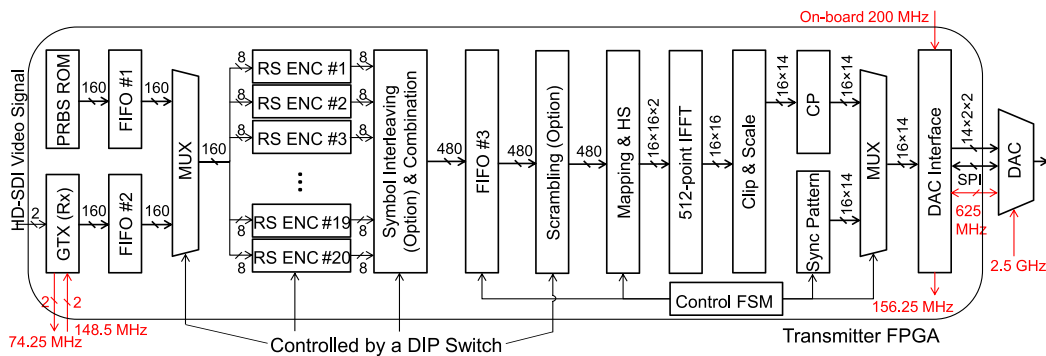 On-board 200 MHz
HD-SDI Video Signal
2
PRBS ROM
160
FIFO #1
160
GTX (Rx)
160
FIFO #2
160
MUX
160
8
RS ENC #1
8
8
RS ENC #2
8
8
RS ENC #3
8
...
8
RS ENC #19
8
8
RS ENC #20
8
Symbol Interleaving
(Option) & Combination
480
FIFO #3
480
Scrambling (Option)
480
Mapping & HS
16×16×2
512-point IFFT
16×16
Clip & Scale
16×14
CP
16×14
Sync Pattern
16×14
MUX
16×14
DAC Interface
14×2×2
SPI
DAC
625
MHz
2.5 GHz
156.25 MHz
Control FSM
2
2
148.5 MHz
74.25 MHz
Controlled by a DIP Switch
Transmitter FPGA